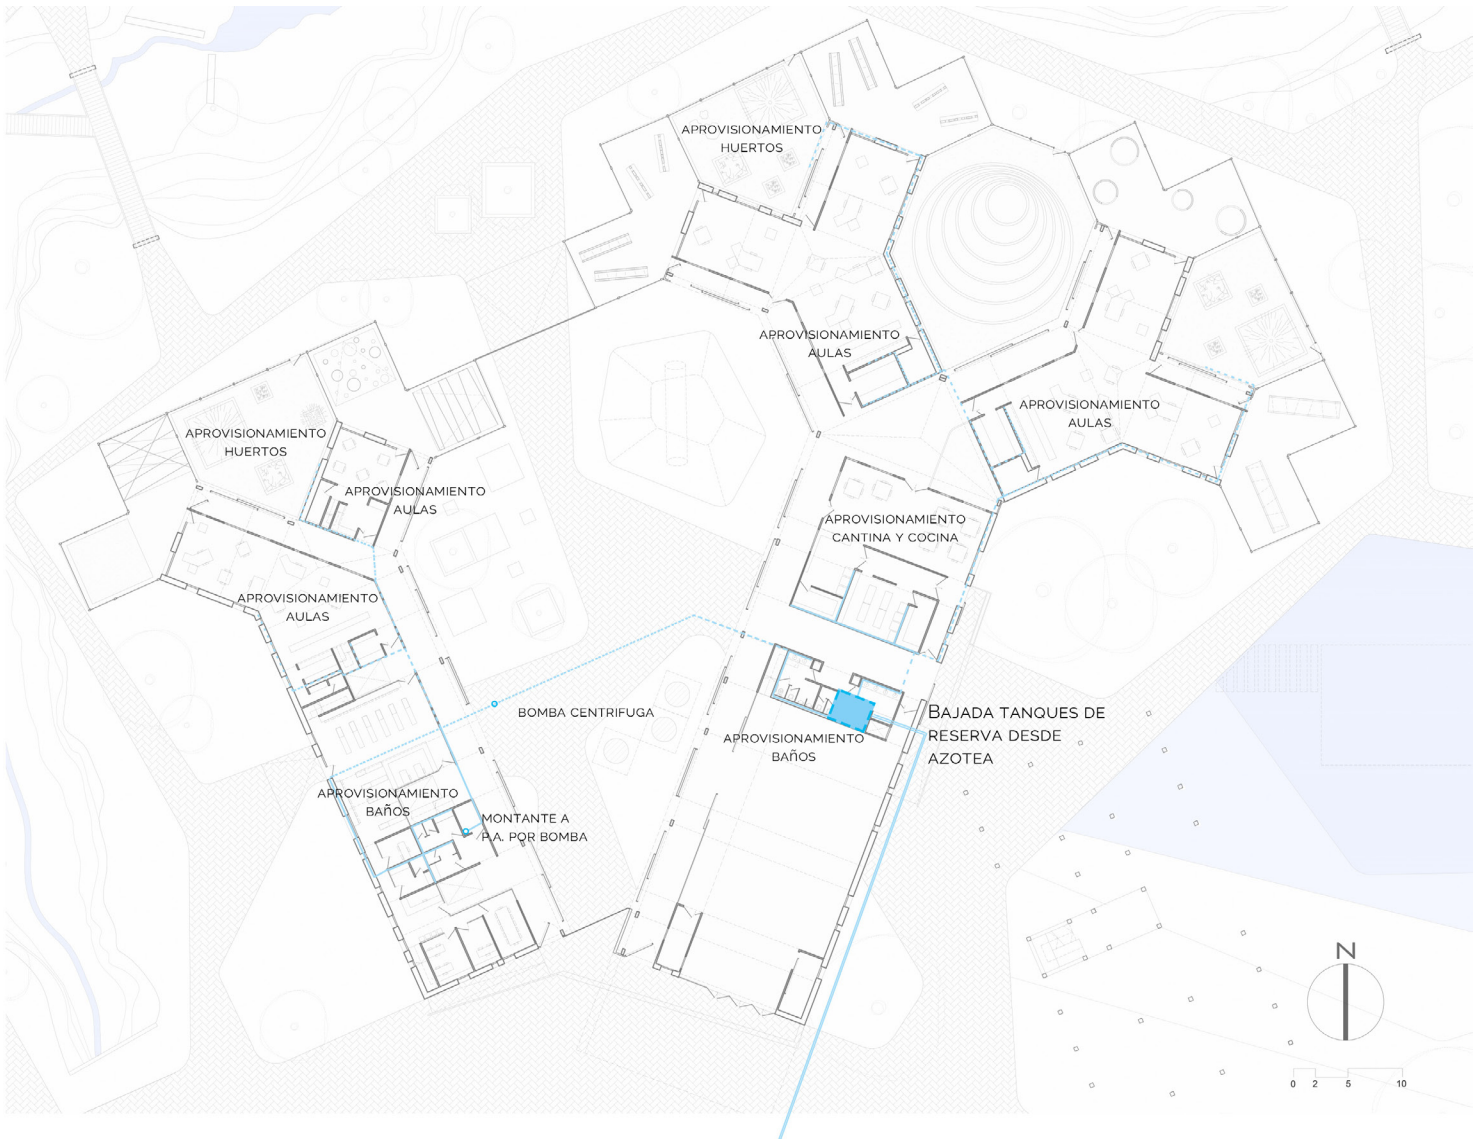 APROVISIONAMIENTO
HUERTOS
APROVISIONAMIENTO
AULAS
APROVISIONAMIENTO
AULAS
APROVISIONAMIENTO
HUERTOS
APROVISIONAMIENTO
AULAS
APROVISIONAMIENTO
CANTINA Y COCINA
APROVISIONAMIENTO
AULAS
BOMBA CENTRIFUGA
BAJADA TANQUES DE
RESERVA DESDE
AZOTEA
APROVISIONAMIENTO
BAÑOS
APROVISIONAMIENTO
BAÑOS
MONTANTE A
P.A. POR BOMBA
N
0 2 5 10